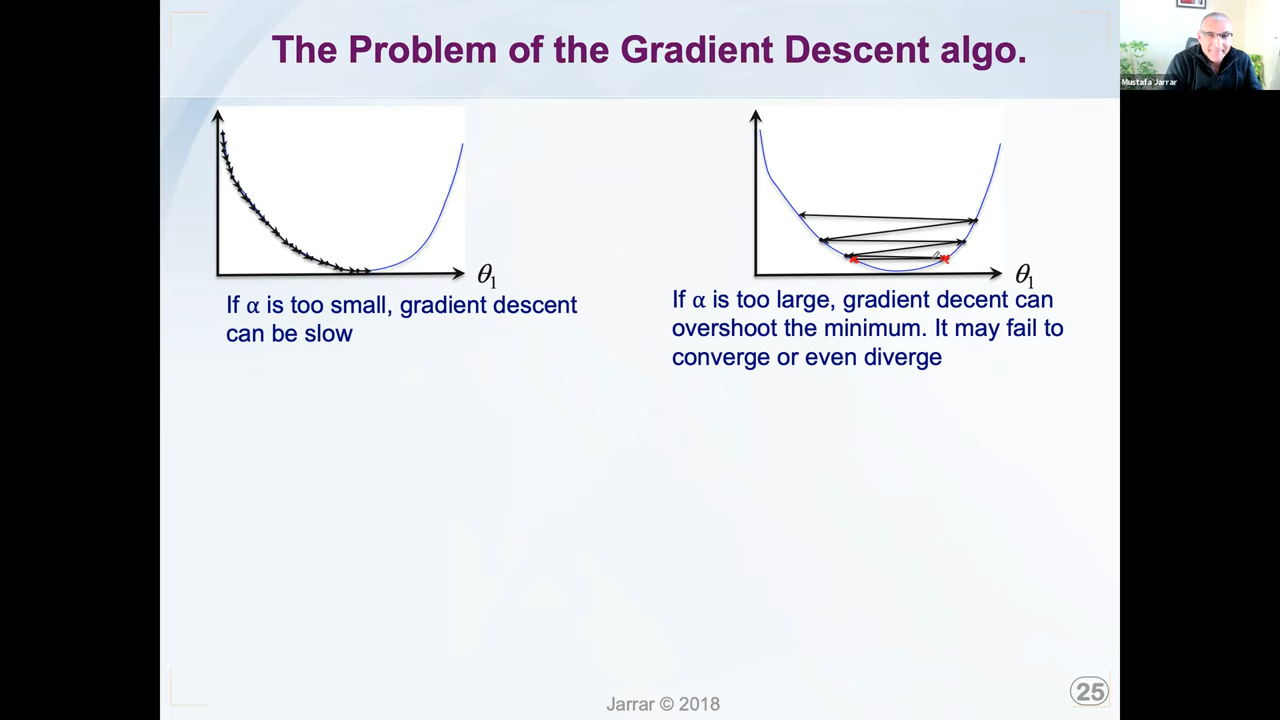 The Problem of the Gradient Descent algo.
Mustafa Jarrar
θ1
If α is too small, gradient descent
can be slow
θ1
If α is too large, gradient decent can
overshoot the minimum. It may fail to
converge or even diverge
Jarrar © 2018
25